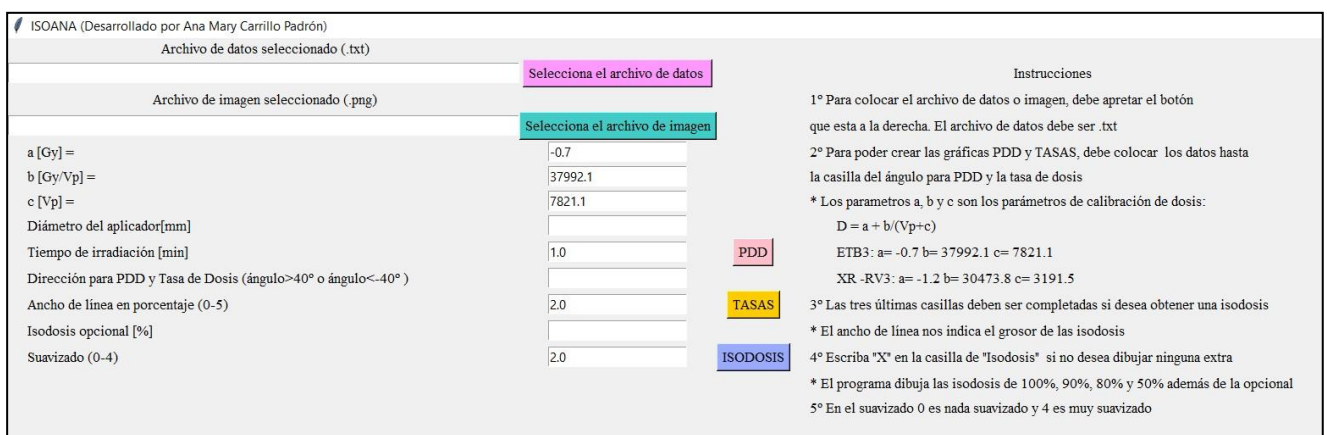 ISOANA (Desarrollado por Ana Mary Carrillo Padrón)
Archivo de datos seleccionado (.txt)
Selecciona el archivo de datos
Archivo de imagen seleccionado (.png)
Selecciona el archivo de imagen
a [Gy] = -0.7
b [Gy/Vp] = 37992.1
c [Vp] = 7821.1
Diámetro del aplicador[mm]
Tiempo de irradiación [min] 1.0 PDD
Dirección para PDD y Tasa de Dosis (ángulo>40º o ángulo<-40º )
Ancho de línea en porcentaje (0-5) 2.0 TASAS
Isodosis opcional [%]
Suavizado (0-4) 2.0 ISODOSIS
Instrucciones
1º Para colocar el archivo de datos o imagen, debe apretar el botón
que esta a la derecha. El archivo de datos debe ser .txt
2º Para poder crear las gráficas PDD y TASAS, debe colocar los datos hasta
la casilla del ángulo para PDD y la tasa de dosis
* Los parametros a, b y c son los parámetros de calibración de dosis:
D = a + b/(Vp+c)
ETB3: a= -0.7 b= 37992.1 c= 7821.1
XR -RV3: a= -1.2 b= 30473.8 c= 3191.5
3º Las tres últimas casillas deben ser completadas si desea obtener una isodosis
* El ancho de línea nos indica el grosor de las isodosis
4º Escriba "X" en la casilla de "Isodosis" si no desea dibujar ninguna extra
* El programa dibuja las isodosis de 100%, 90%, 80% y 50% además de la opcional
5º En el suavizado 0 es nada suavizado y 4 es muy suavizado